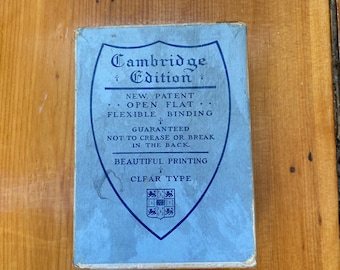 Cambridge
Edition
NEW PATENT
OPEN FLAT
FLEXIBLE BINDING
GUARANTEED
NOT TO CREASE OR BREAK
IN THE BACK.
BEAUTIFUL PRINTING
CLEAR TYPE